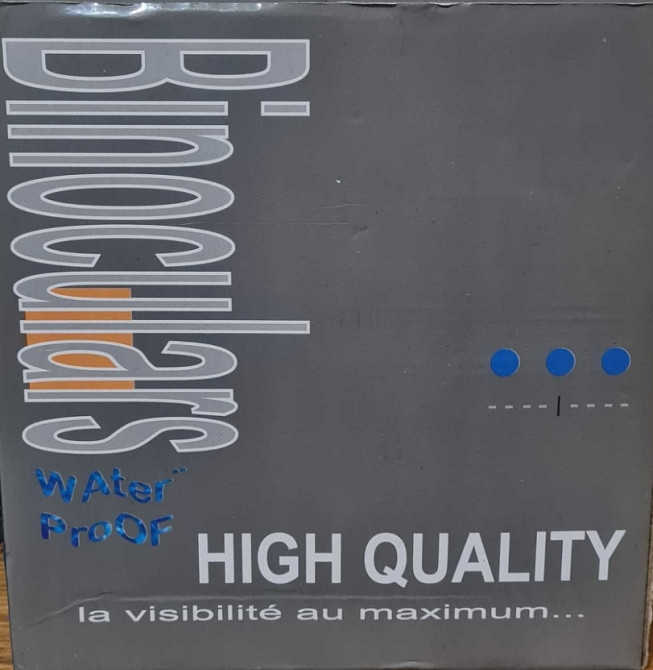 Binoculars
WAter
ProOF
HIGH QUALITY
la visibilité au maximum...